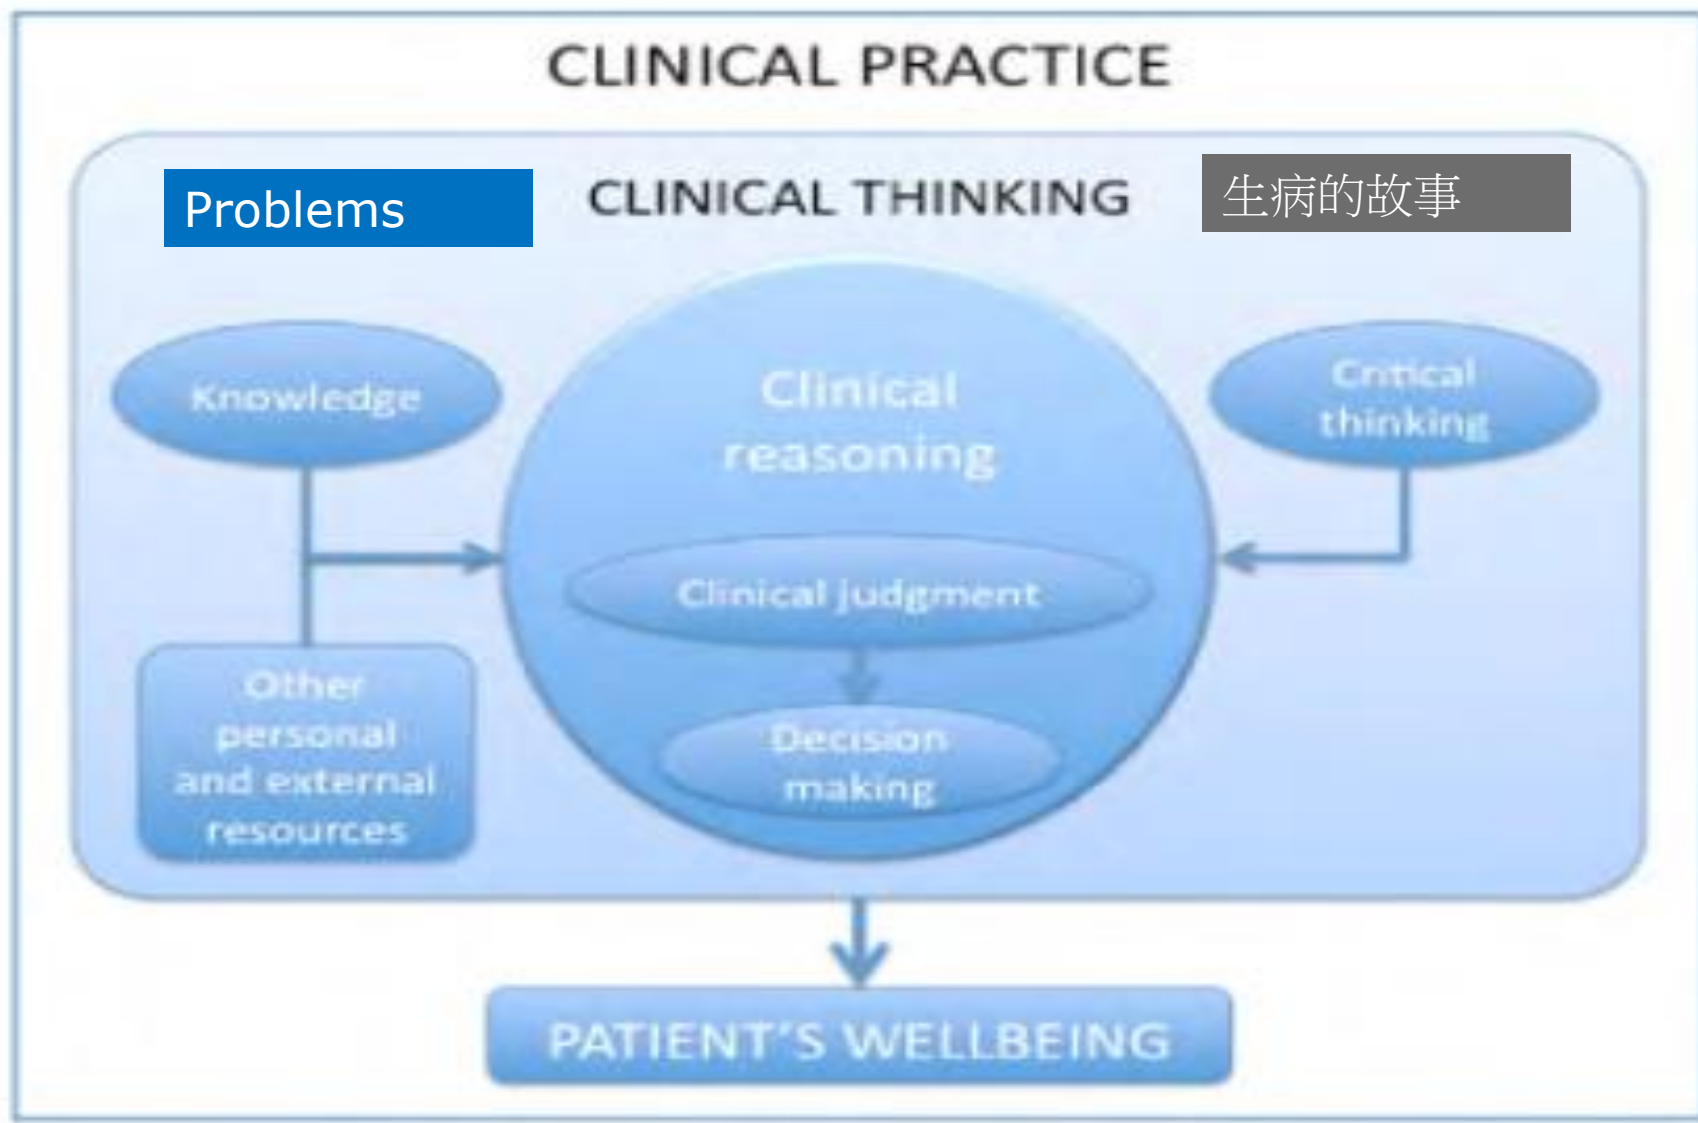 CLINICAL PRACTICE
Problems
CLINICAL THINKING
生病的故事
Knowledge
Clinical
reasoning
Critical
thinking
Clinical judgment
Other
personal
and external
resources
Decision
making
PATIENT'S WELLBEING